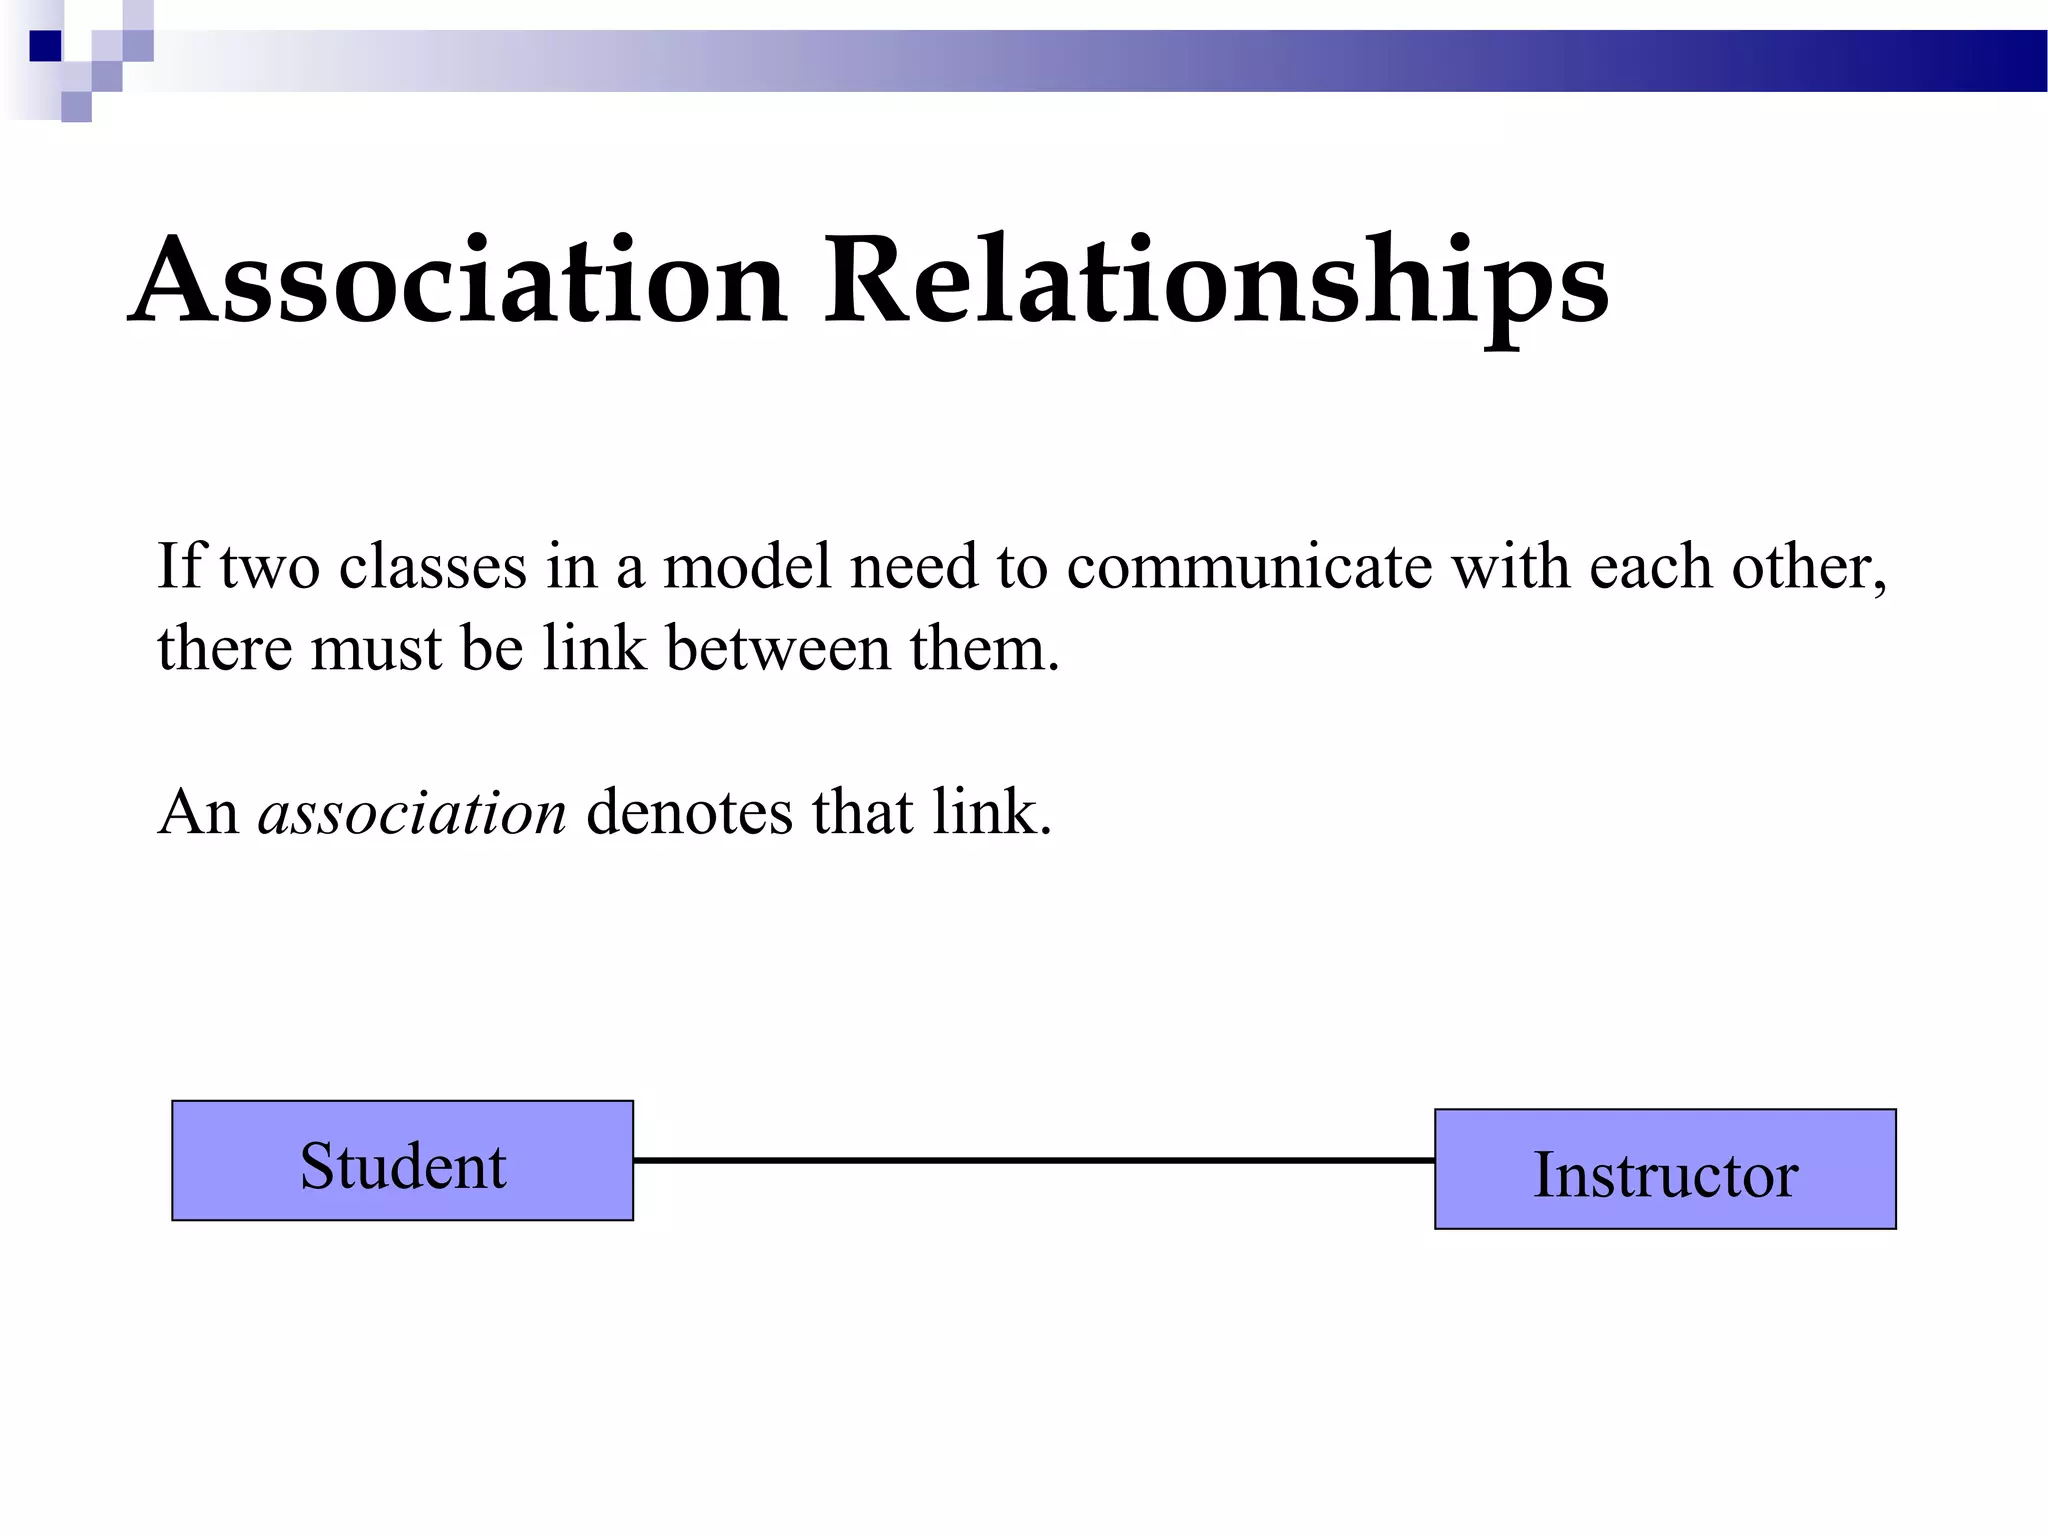 Association Relationships
If two classes in a model need to communicate with each other,
there must be link between them.
An association denotes that link.
Student
Instructor